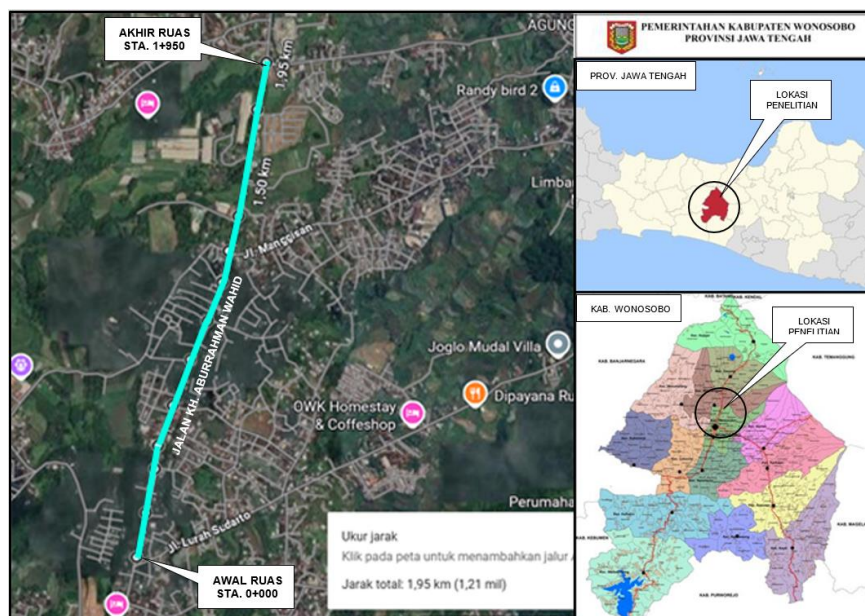 AKHIR RUAS
STA. 1+950
1,95 km
AGUNG
Randy bird 2
1,50 km
Limba
Jl. Manggisan
JALAN KH. ABURRAHMAN WAHID
Joglo Mudal Villa
Dipayana Ru
OWK Homestay
& Coffeshop
Perumaha
Jl. Lurah Sudarto
Ukur jarak
Klik pada peta untuk menambahkan jalur
Jarak total: 1,95 km (1,21 mil)
AWAL RUAS
STA. 0+000
PEMERINTAHAN KABUPATEN WONOSOBO
PROVINSI JAWA TENGAH
PROV. JAWA TENGAH
LOKASI
PENELITIAN
KAB. WONOSOBO
LOKASI
PENELITIAN
KAB. KENDAL
KAB. BANJARNEGARA
KAB. TEMANGGUNG
KAB. MAGELA
KAB. KEBUMEN
KAB. PURWOREJO